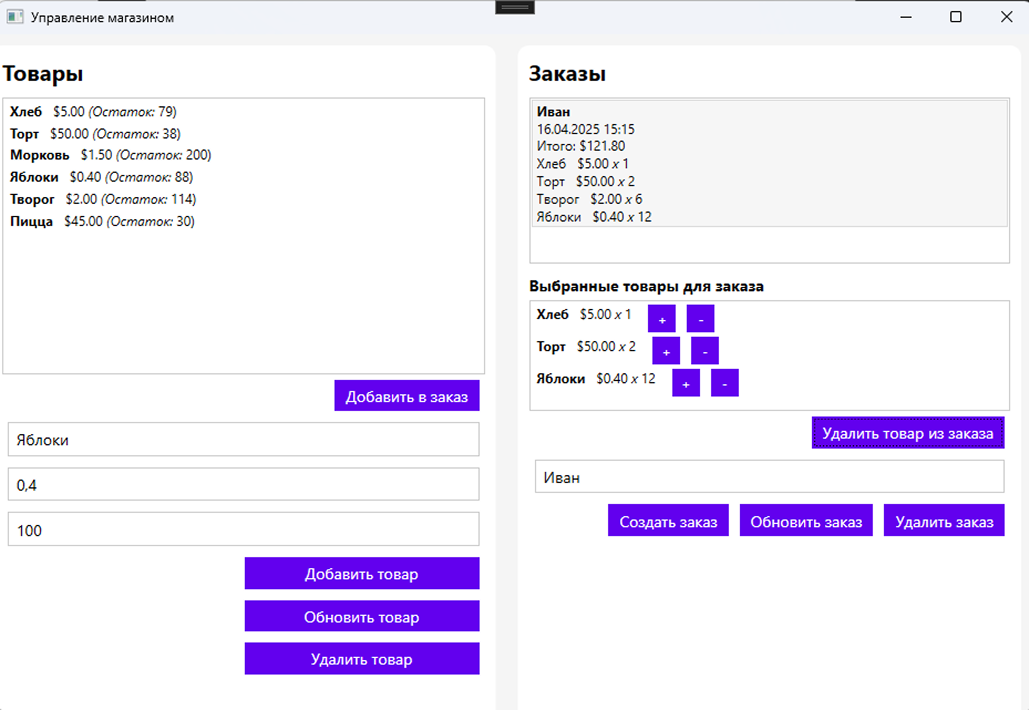 Управление магазином
Товары
Хлеб $5.00 (Остаток: 79)
Торт $50.00 (Остаток: 38)
Морковь $1.50 (Остаток: 200)
Яблоки $0.40 (Остаток: 88)
Творог $2.00 (Остаток: 114)
Пицца $45.00 (Остаток: 30)
Добавить в заказ
Яблоки
0,4
100
Добавить товар
Обновить товар
Удалить товар
Заказы
Иван
16.04.2025 15:15
Итого: $121.80
Хлеб $5.00 x 1
Торт $50.00 x 2
Творог $2.00 x 6
Яблоки $0.40 x 12
Выбранные товары для заказа
Хлеб $5.00 x 1 + -
Торт $50.00 x 2 + -
Яблоки $0.40 x 12 + -
Удалить товар из заказа
Иван
Создать заказ Обновить заказ Удалить заказ